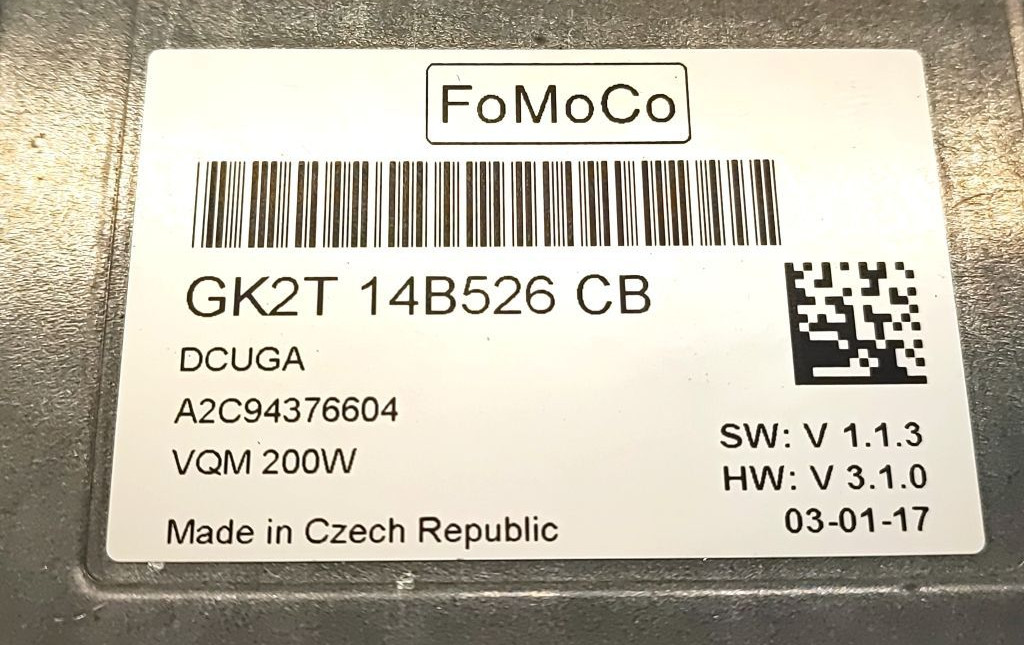 FoMoCo
GK2T 14B526 CB
DCUGA
A2C94376604
VQM 200W
Made in Czech Republic
SW: V 1.1.3
HW: V 3.1.0
03-01-17